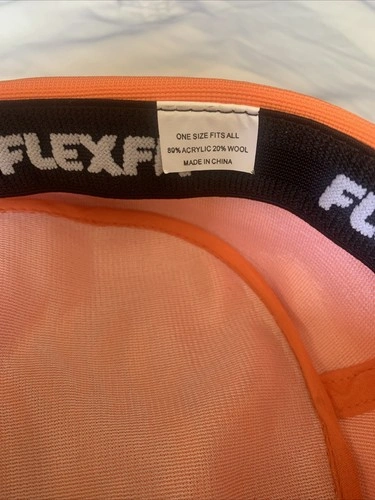 FLEXF
ONE SIZE FITS ALL
80% ACRYLIC 20% WOOL
MADE IN CHINA
FL